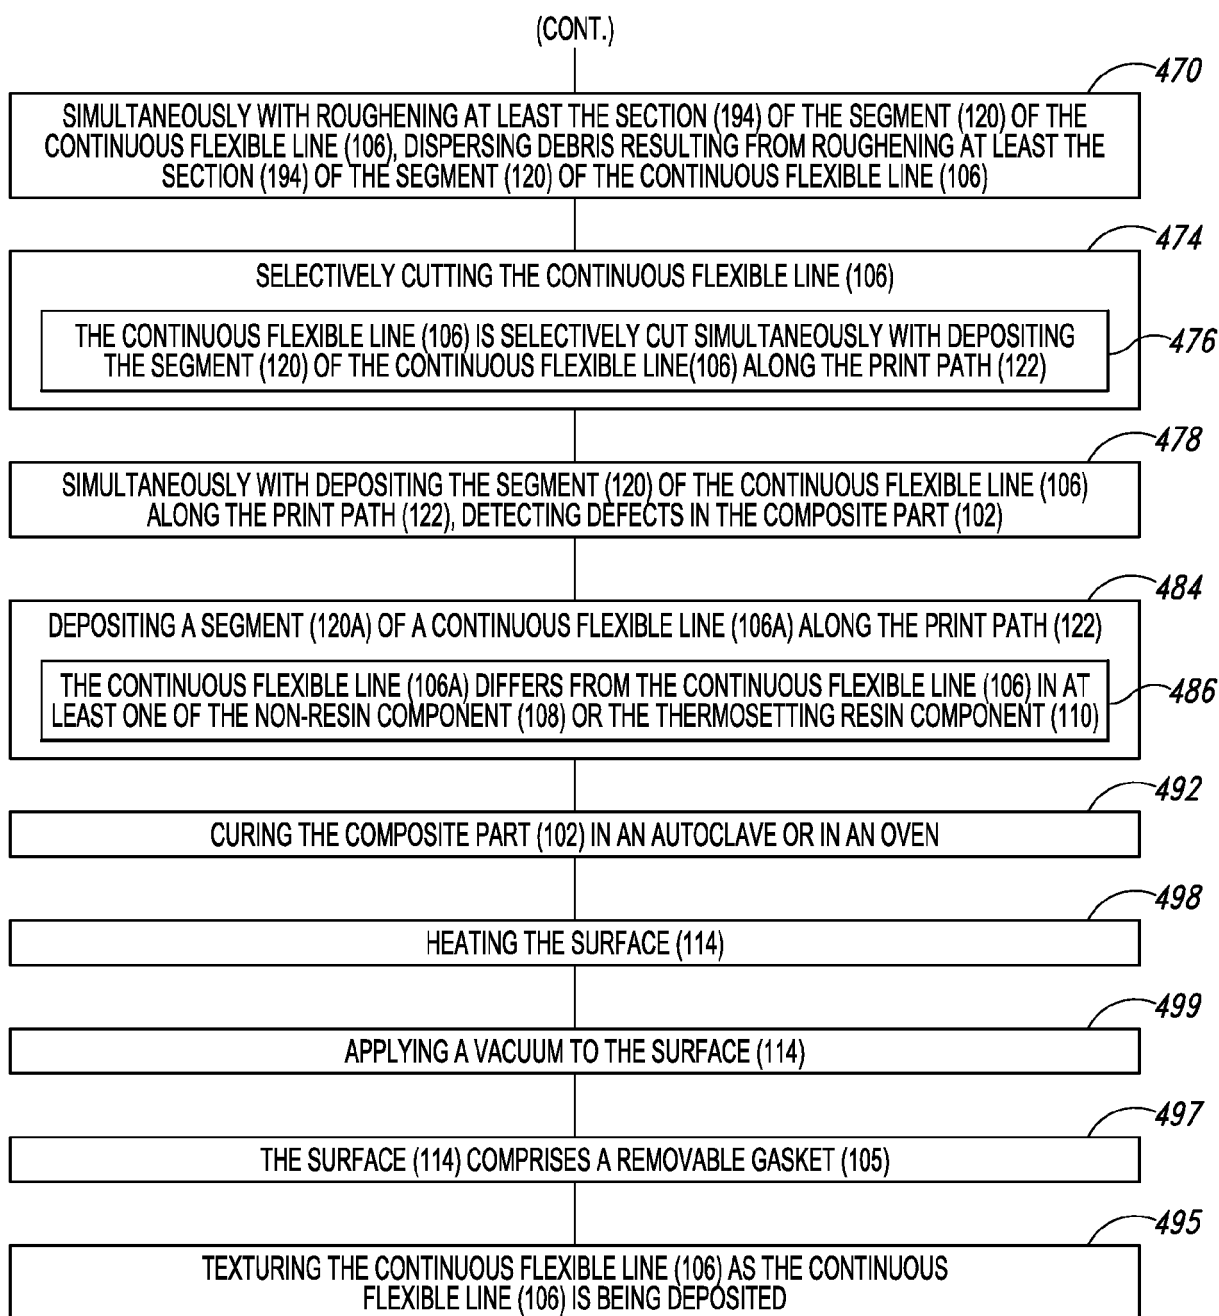 (CONT.)
470
SIMULTANEOUSLY WITH ROUGHENING AT LEAST THE SECTION (194) OF THE SEGMENT (120) OF THE
CONTINUOUS FLEXIBLE LINE (106), DISPERSING DEBRIS RESULTING FROM ROUGHENING AT LEAST THE
SECTION (194) OF THE SEGMENT (120) OF THE CONTINUOUS FLEXIBLE LINE (106)
474
SELECTIVELY CUTTING THE CONTINUOUS FLEXIBLE LINE (106)
THE CONTINUOUS FLEXIBLE LINE (106) IS SELECTIVELY CUT SIMULTANEOUSLY WITH DEPOSITING
THE SEGMENT (120) OF THE CONTINUOUS FLEXIBLE LINE(106) ALONG THE PRINT PATH (122)
476
478
SIMULTANEOUSLY WITH DEPOSITING THE SEGMENT (120) OF THE CONTINUOUS FLEXIBLE LINE (106)
ALONG THE PRINT PATH (122), DETECTING DEFECTS IN THE COMPOSITE PART (102)
484
DEPOSITING A SEGMENT (120A) OF A CONTINUOUS FLEXIBLE LINE (106A) ALONG THE PRINT PATH (122)
THE CONTINUOUS FLEXIBLE LINE (106A) DIFFERS FROM THE CONTINUOUS FLEXIBLE LINE (106) IN AT
LEAST ONE OF THE NON-RESIN COMPONENT (108) OR THE THERMOSETTING RESIN COMPONENT (110)
486
492
CURING THE COMPOSITE PART (102) IN AN AUTOCLAVE OR IN AN OVEN
498
HEATING THE SURFACE (114)
499
APPLYING A VACUUM TO THE SURFACE (114)
497
THE SURFACE (114) COMPRISES A REMOVABLE GASKET (105)
495
TEXTURING THE CONTINUOUS FLEXIBLE LINE (106) AS THE CONTINUOUS
FLEXIBLE LINE (106) IS BEING DEPOSITED